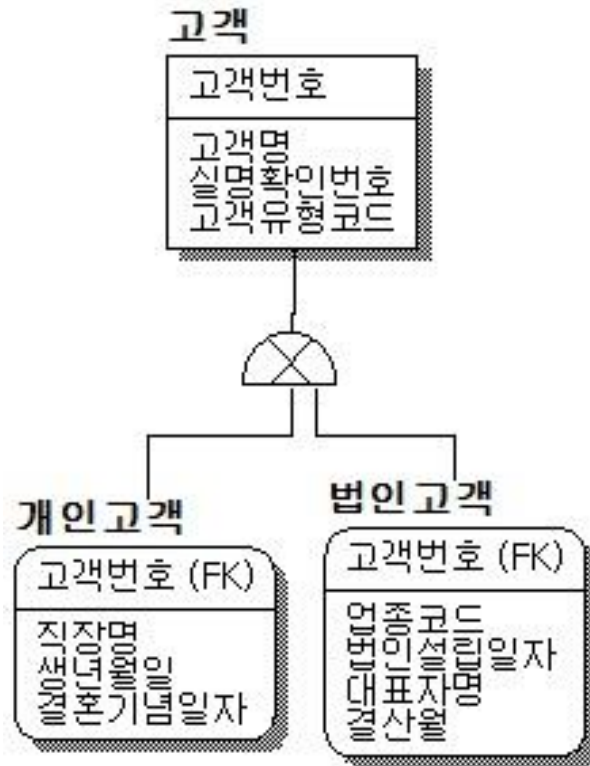 고객
고객번호
고객명
실명확인번호
고객유형코드
개인고객
고객번호 (FK)
직장명
생년월일
결혼기념일자
법인고객
고객번호 (FK)
업종코드
법인설립일자
대표자명
결산월